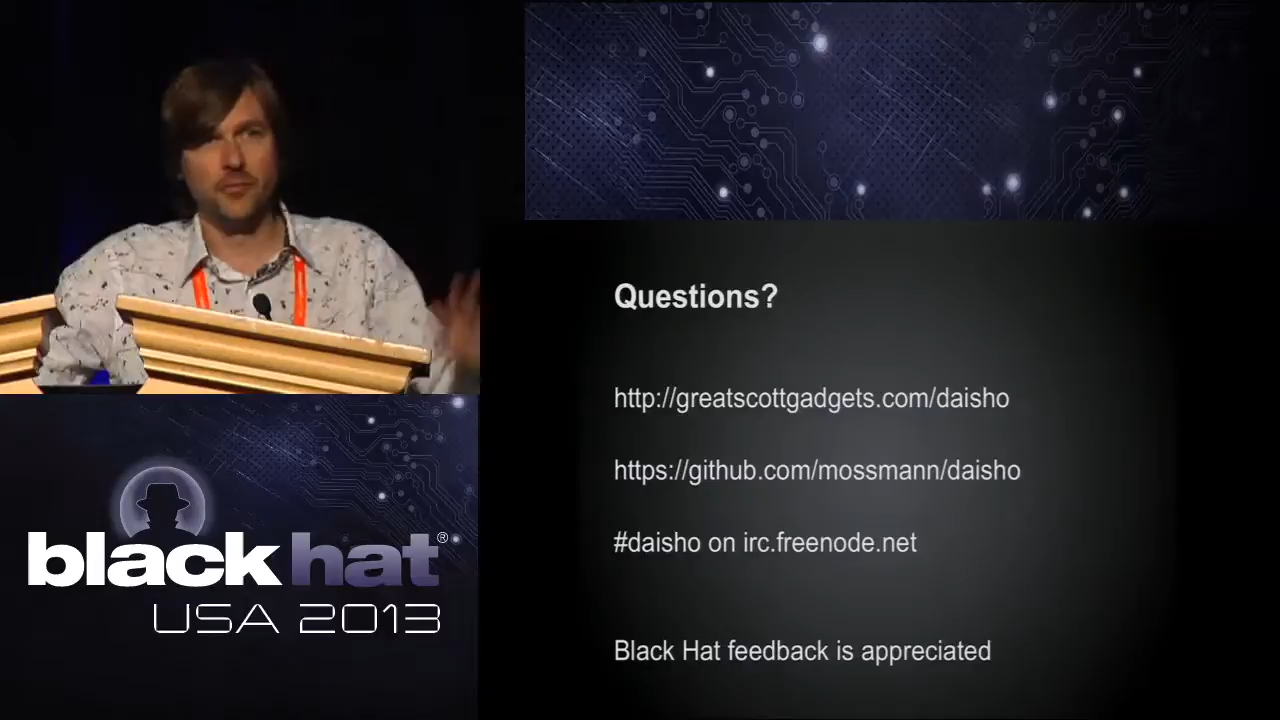 Questions?
http://greatscottgadgets.com/daisho
https://github.com/mossmann/daisho
#daisho on irc.freenode.net
Black Hat feedback is appreciated
black hat®
USA 2013